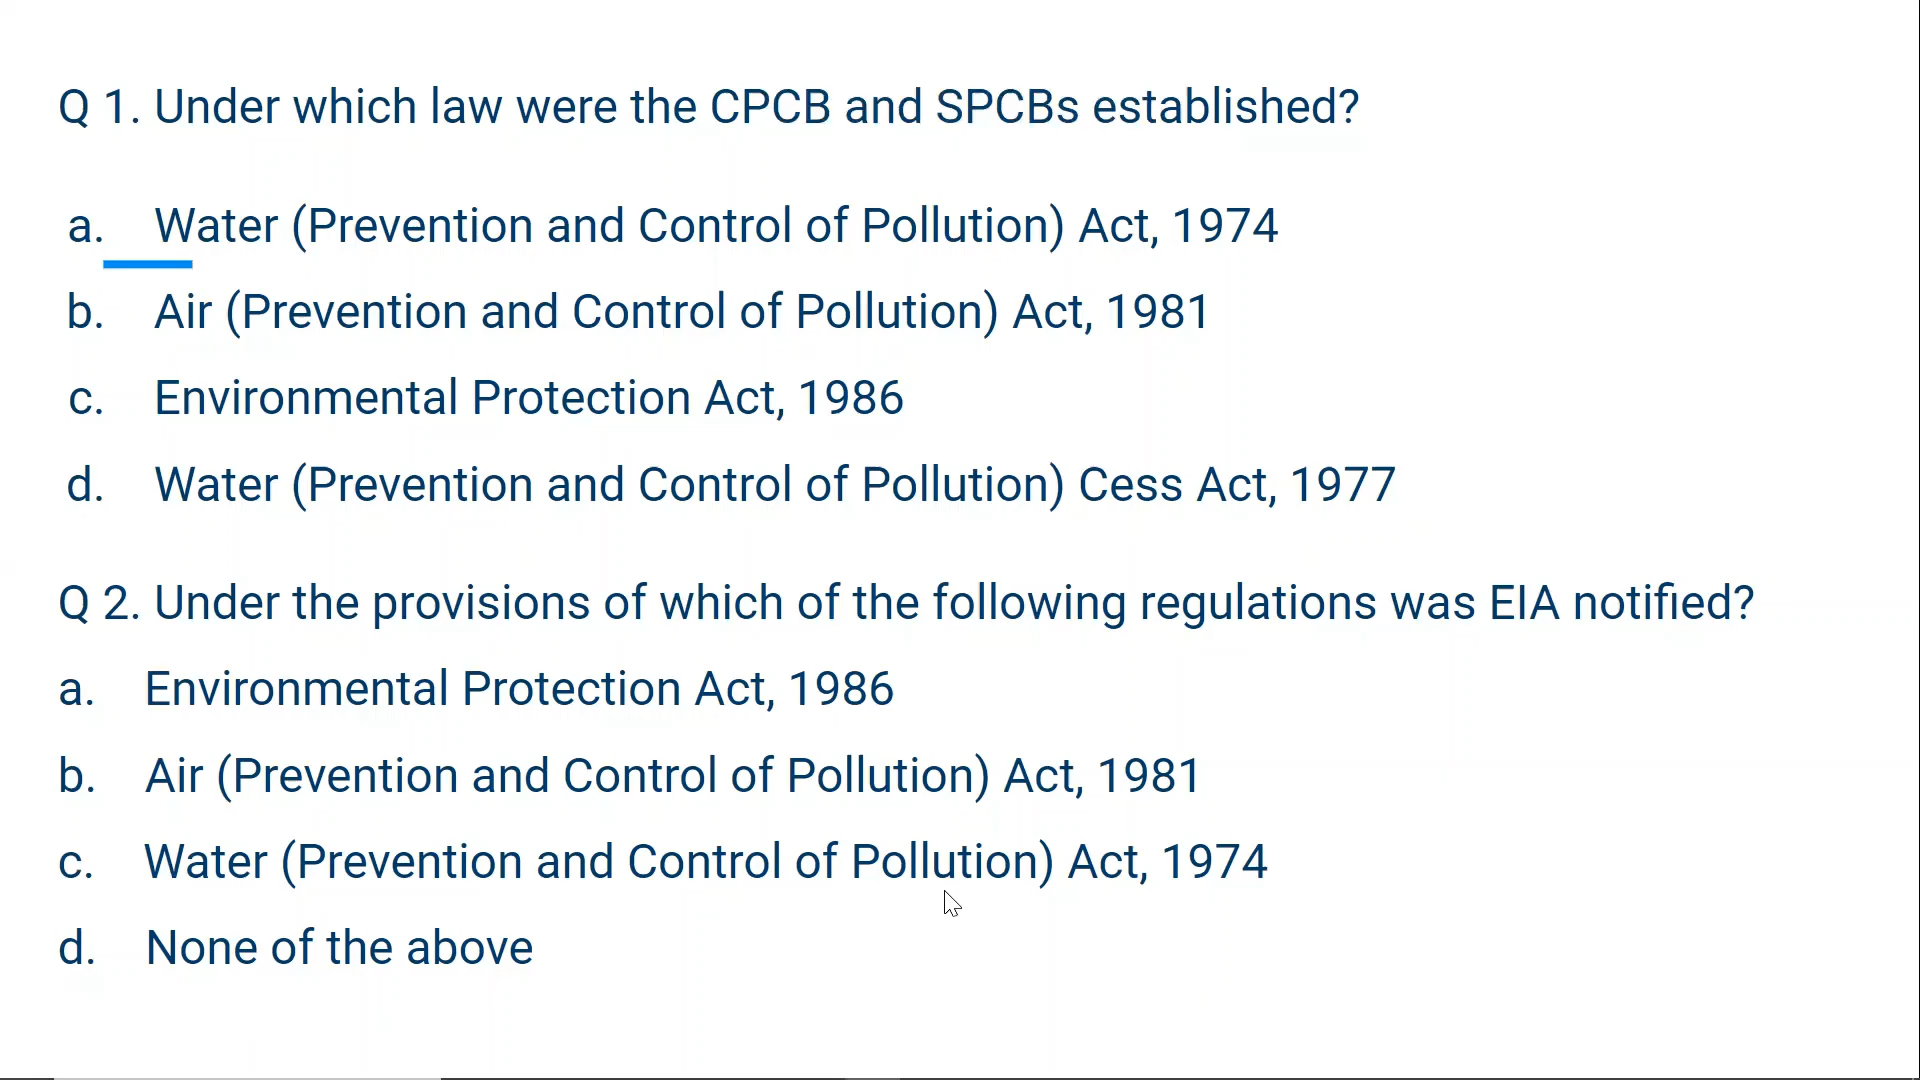 Q 1. Under which law were the CPCB and SPCBs established?
a. Water (Prevention and Control of Pollution) Act, 1974
b. Air (Prevention and Control of Pollution) Act, 1981
c. Environmental Protection Act, 1986
d. Water (Prevention and Control of Pollution) Cess Act, 1977
Q 2. Under the provisions of which of the following regulations was EIA notified?
a. Environmental Protection Act, 1986
b. Air (Prevention and Control of Pollution) Act, 1981
c. Water (Prevention and Control of Pollution) Act, 1974
d. None of the above